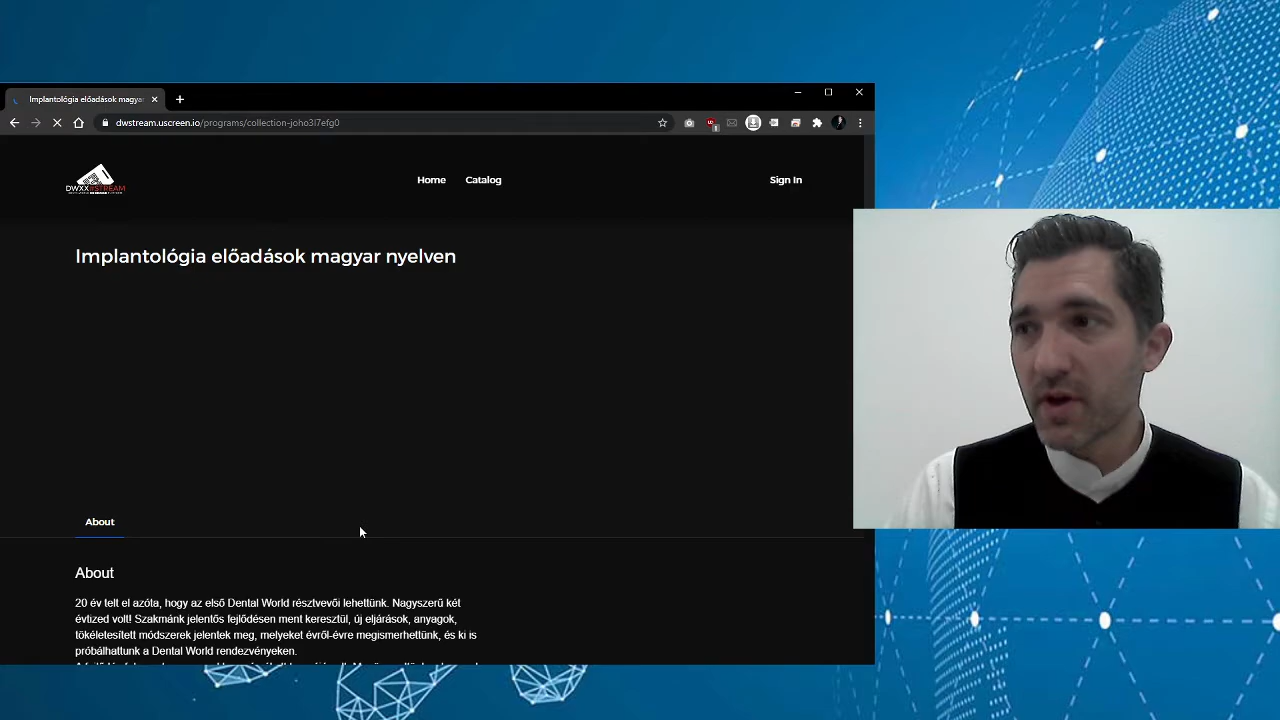 Implantológia előadások magyar
dwstream.uscreen.io/programs/collection-joho3l7efg0
DWXXIRSTREAM
Home
Catalog
Sign In
Implantológia előadások magyar nyelven
About
About
20 év telt el azóta, hogy az első Dental World résztvevői lehettünk. Nagyszerű két
évtized volt! Szakmánk jelentős fejlődésen ment keresztül, új eljárások, anyagok,
tökéletesített módszerek jelentek meg, melyeket évről-évre megismerhettünk, és ki is
próbálhattunk a Dental World rendezvényeken.